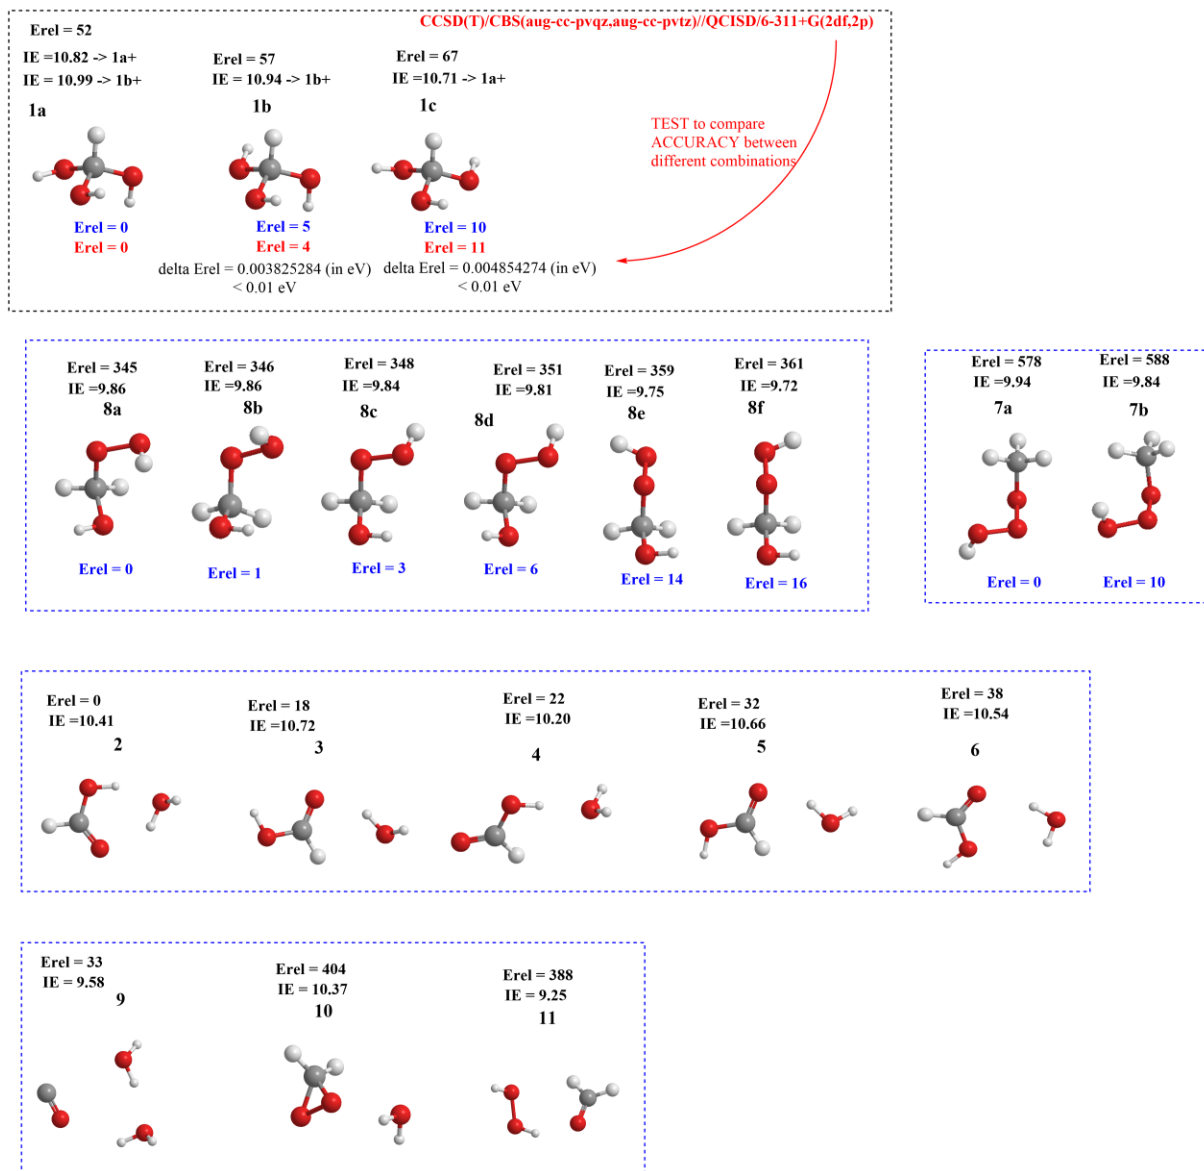 CCSD(T)/CBS(aug-cc-pvqz,aug-cc-pvtz)//QCISD/6-311+G(2df,2p)
TEST to compare
ACCURACY between
different combinations
Erel = 52
IE =10.82 -> 1a+
IE = 10.99 -> 1b+
1a
Erel = 0
Erel = 0
Erel = 57
IE = 10.94 -> 1b+
1b
Erel = 5
Erel = 4
delta Erel = 0.003825284 (in eV)
< 0.01 eV
Erel = 67
IE =10.71 -> 1a+
1c
Erel = 10
Erel = 11
delta Erel = 0.004854274 (in eV)
< 0.01 eV
Erel = 345
IE =9.86
8a
Erel = 0
Erel = 346
IE =9.86
8b
Erel = 1
Erel = 348
IE =9.84
8c
Erel = 3
Erel = 351
IE =9.81
8d
Erel = 6
Erel = 359
IE =9.75
8e
Erel = 14
Erel = 361
IE =9.72
8f
Erel = 16
Erel = 578
IE =9.94
7a
Erel = 0
Erel = 588
IE =9.84
7b
Erel = 10
Erel = 0
IE =10.41
2
Erel = 18
IE =10.72
3
Erel = 22
IE =10.20
4
Erel = 32
IE =10.66
5
Erel = 38
IE =10.54
6
Erel = 33
IE = 9.58
9
Erel = 404
IE = 10.37
10
Erel = 388
IE = 9.25
11